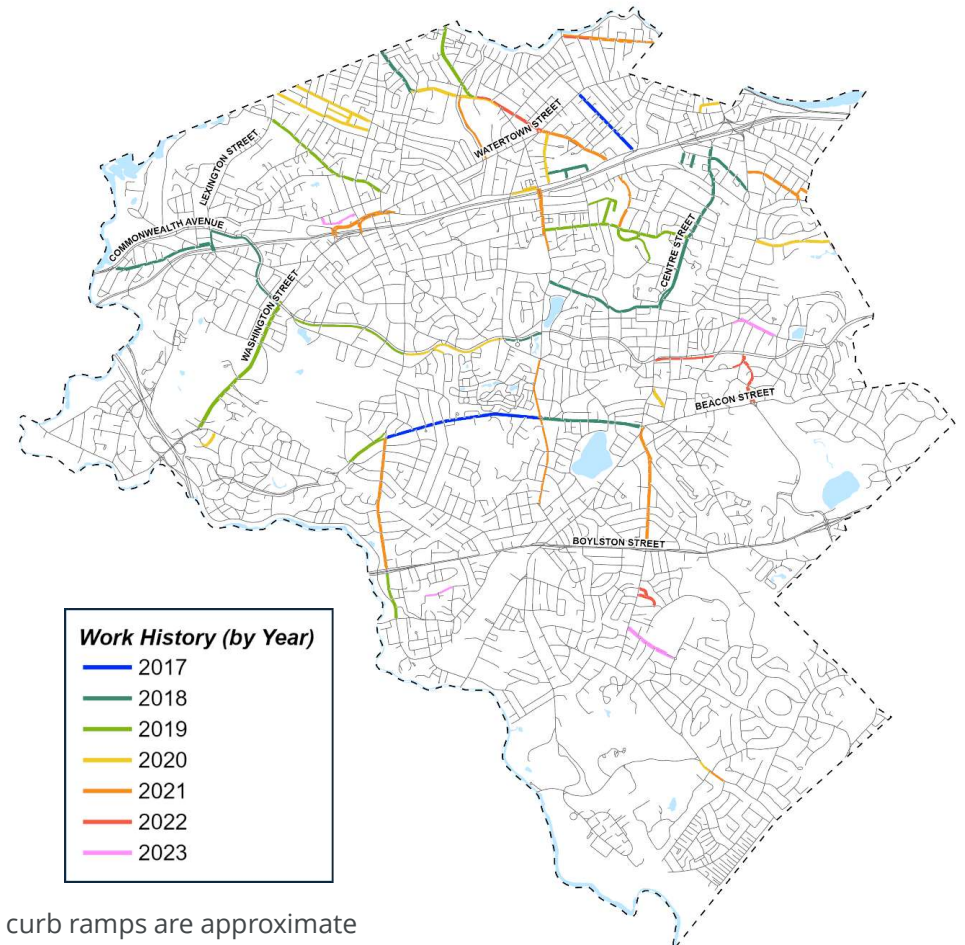 WATERTOWN STREET
LEXINGTON STREET
COMMONWEALTH AVENUE
CENTRE STREET
WASHINGTON STREET
BEACON STREET
BOYLSTON STREET
Work History (by Year)
2017
2018
2019
2020
2021
2022
2023
curb ramps are approximate